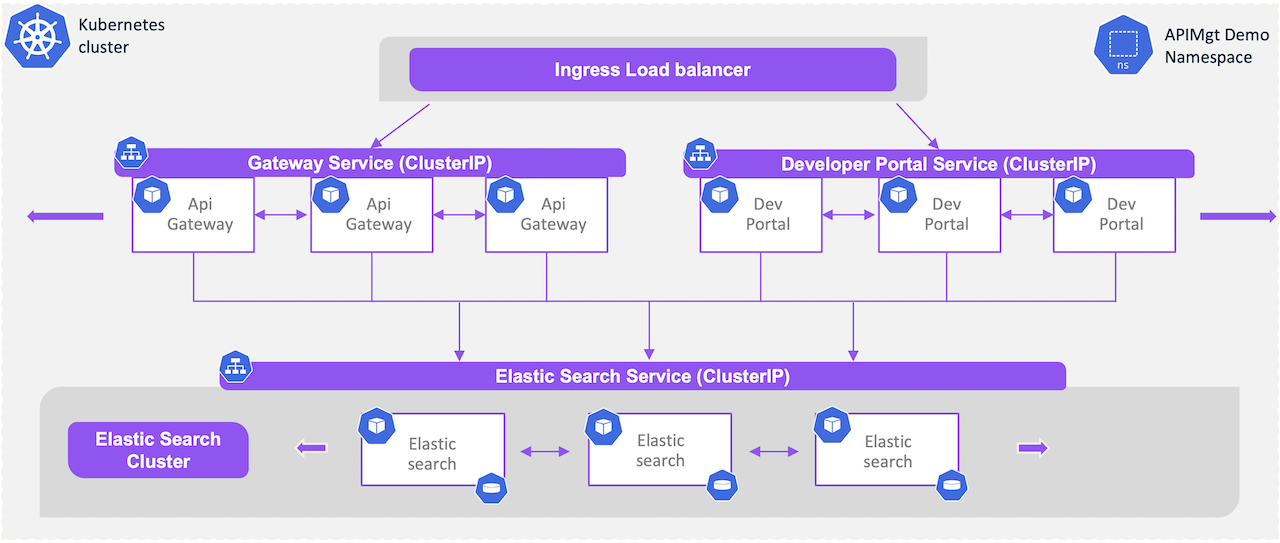 Kubernetes
cluster
APIMgt Demo
Namespace
ns
Ingress Load balancer
Gateway Service (ClusterIP)
Developer Portal Service (ClusterIP)
Api
Gateway
Api
Gateway
Api
Gateway
Dev
Portal
Dev
Portal
Dev
Portal
Elastic Search Service (ClusterIP)
Elastic Search
Cluster
Elastic
search
Elastic
search
Elastic
search